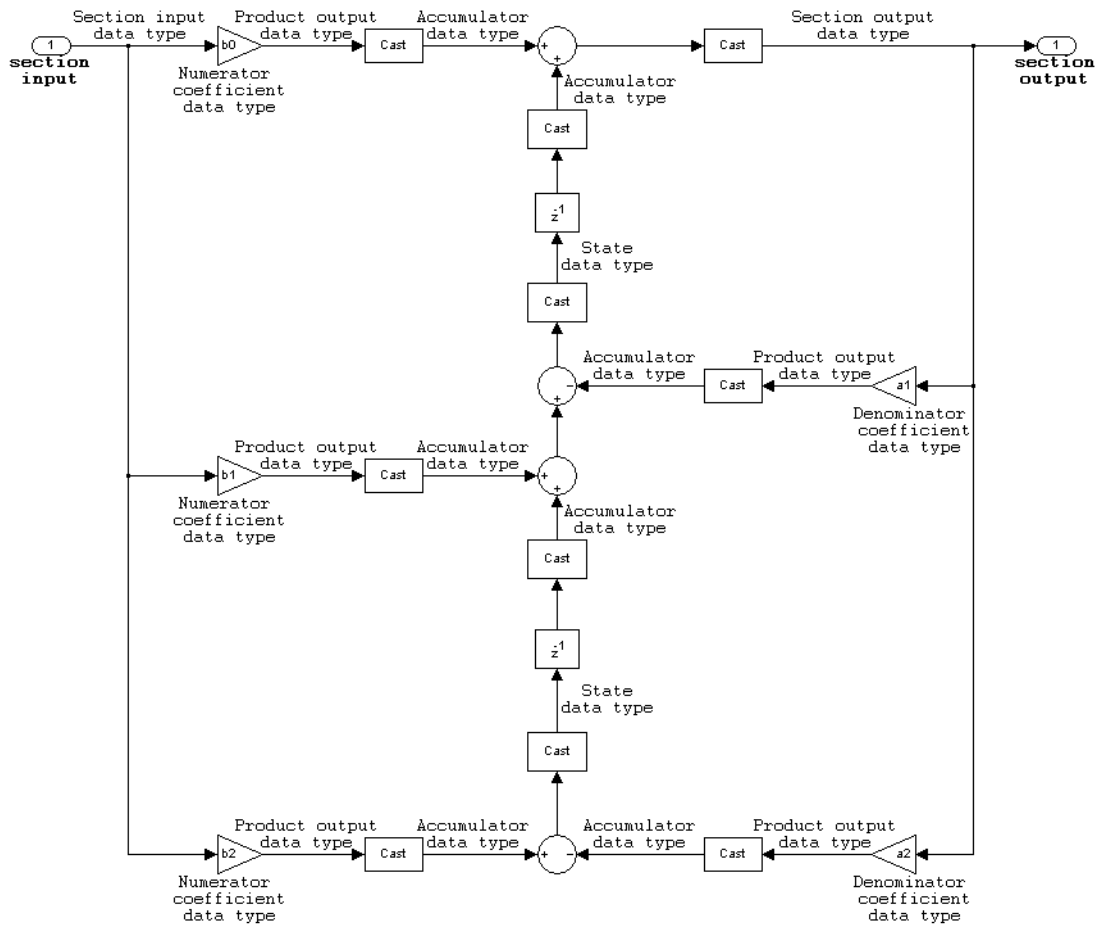 Section input
data type
Product output
data type
Accumulator
data type
Section output
data type
1
section
input
b0
Cast
+
+
Cast
1
section
output
Numerator
coefficient
data type
Accumulator
data type
Cast
z-1
State
data type
Cast
Accumulator
data type
Product output
data type
−
+
Cast
a1
Denominator
coefficient
data type
Product output
data type
Accumulator
data type
b1
Cast
+
+
Numerator
coefficient
data type
Accumulator
data type
Cast
z-1
State
data type
Cast
Product output
data type
Accumulator
data type
Accumulator
data type
Product output
data type
b2
Cast
+
−
Cast
a2
Numerator
coefficient
data type
Denominator
coefficient
data type